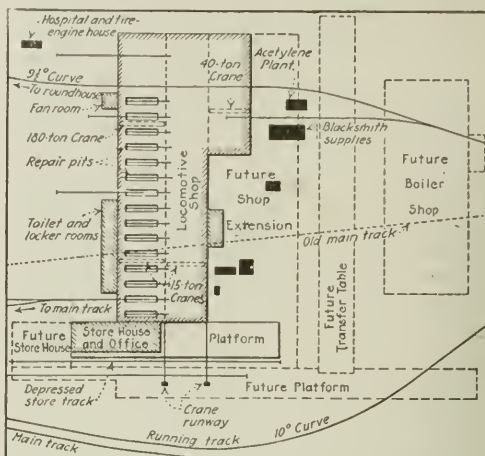 Hospital and fire-
engine house
9½° Curve
To roundhouse
Fan room
180-ton Crane
Repair pits
Toilet and
locker rooms
To main track
Future
Store House
Store House
and Office
Depressed
store track
Main track
Running track
10° Curve
Crane
runway
Platform
Future Platform
Locomotive
Shop
15-ton
Cranes
40-ton
Crane
Acetylene
Plant
Blacksmith
supplies
Future
Shop
Extension
Old main track
Future
Transfer Table
Future
Boiler
Shop